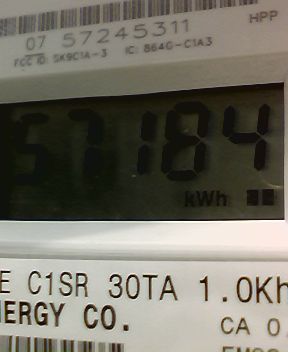 HPP
07 57245311
FCC ID: SK9C1A-3 IC: 864G-C1A3
57184
kWh
E C1SR 30TA 1.0Kh
NERGY CO.
CA 0.